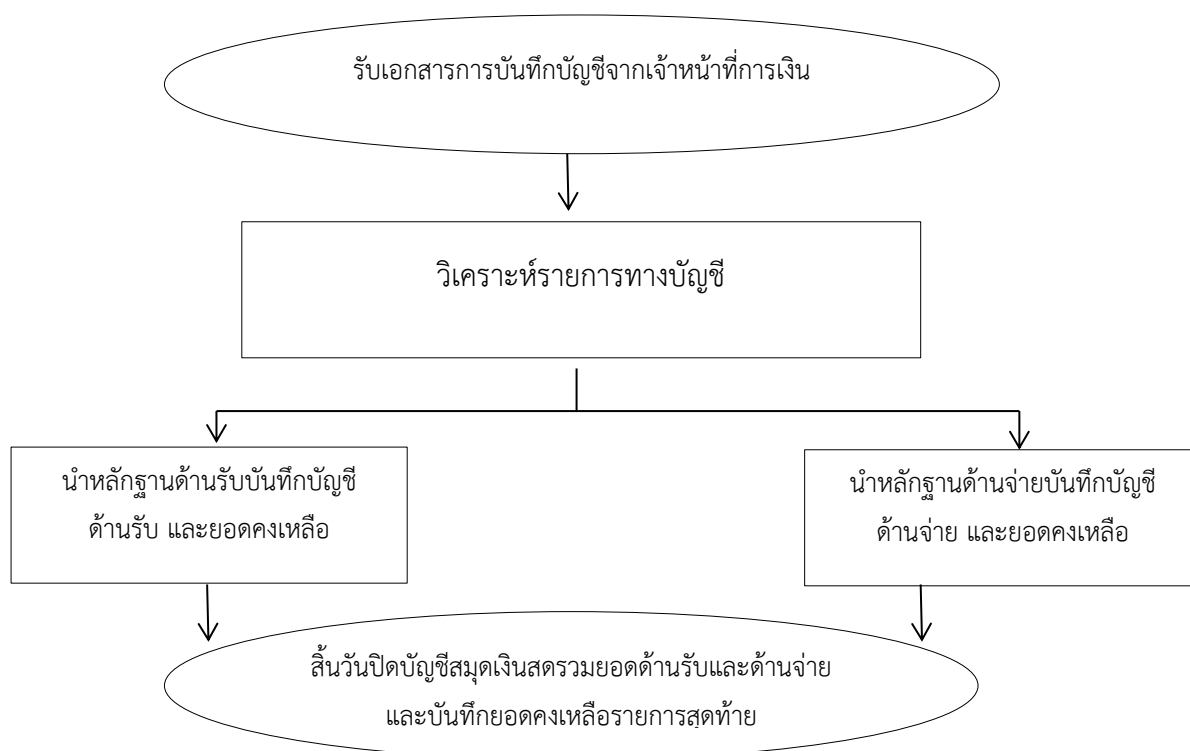 รับเอกสารการบันทึกบัญชีจากเจ้าหน้าที่การเงิน
วิเคราะห์รายการทางบัญชี
นำหลักฐานด้านรับบันทึกบัญชี
ด้านรับ และยอดคงเหลือ
นำหลักฐานด้านจ่ายบันทึกบัญชี
ด้านจ่าย และยอดคงเหลือ
สิ้นวันปิดบัญชีสมุดเงินสดรวมยอดด้านรับและด้านจ่าย
และบันทึกยอดคงเหลือรายการสุดท้าย